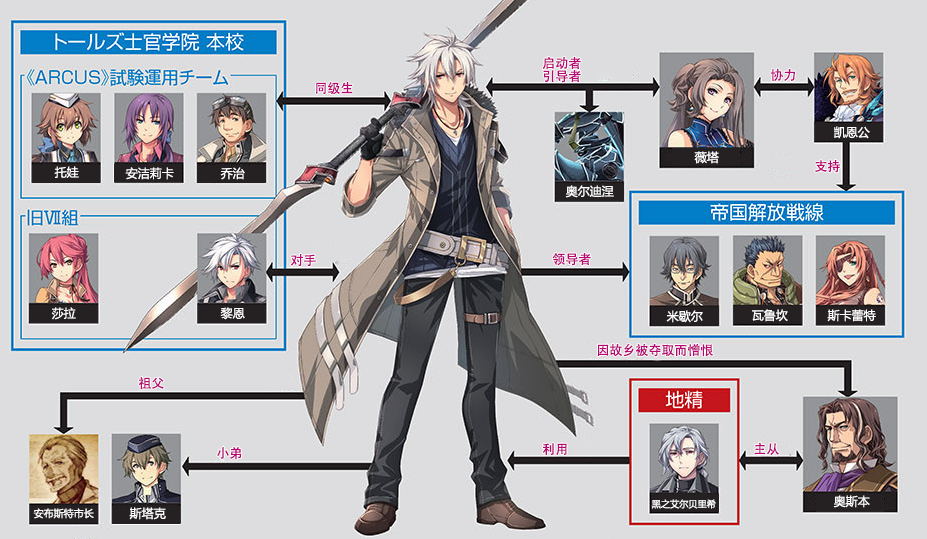 トールズ士官学院 本校
《ARCUS》試験運用チーム
托娃
安洁莉卡
乔治
旧Ⅶ组
莎拉
黎恩
同级生
对手
启动者
引导者
奥尔迪涅
薇塔
协力
凯恩公
支持
帝国解放戦線
米歇尔
瓦鲁坎
斯卡蕾特
领导者
因故乡被夺取而憎恨
祖父
安布斯特市长
斯塔克
小弟
利用
地精
黑之艾尔贝里希
主从
奥斯本